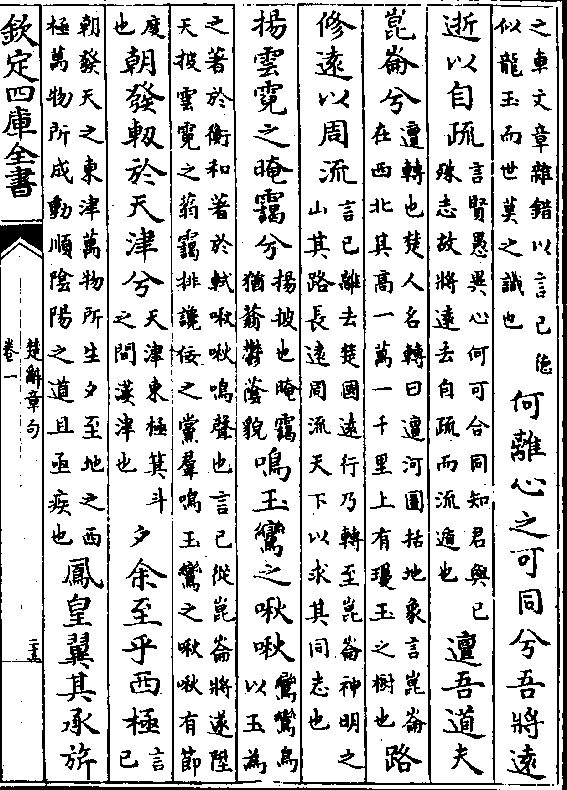 之車文章雜錯以言己德
似龍玉而世莫之識也
何離心之可同兮吾將遠
逝以自疏
言賢愚異心何可合同知君與己
殊志故將遠去自疏而流遁也
邅吾道夫
崑崙兮
邅轉也楚人名轉曰邅河圖括地象言崑崙
在西北其高一萬一千里上有瓊玉之樹也
路
修遠以周流
言己離去楚國遠行乃轉至崑崙神明之
山其路長遠周流天下以求其同志也
揚雲霓之晻靄兮
揚披也晻靄
猶蓊鬱蔭貌
鳴玉鸞之啾啾
鸞鸞鳥
以玉為
之著於衡和著於軾啾啾鳴聲也言己從崑崙將遂陞
天披雲霓之蓊靄排讒佞之黨羣鳴玉鸞之啾啾有節
度
也
朝發軔於天津兮
天津東極箕斗
之間漢津也
夕余至乎西極
言
己
朝發天之東津萬物所生夕至地之西
極萬物所成動順陰陽之道且亟疾也
鳳皇翼其承旂
欽定四庫全書
楚辭章句
卷一
二十五